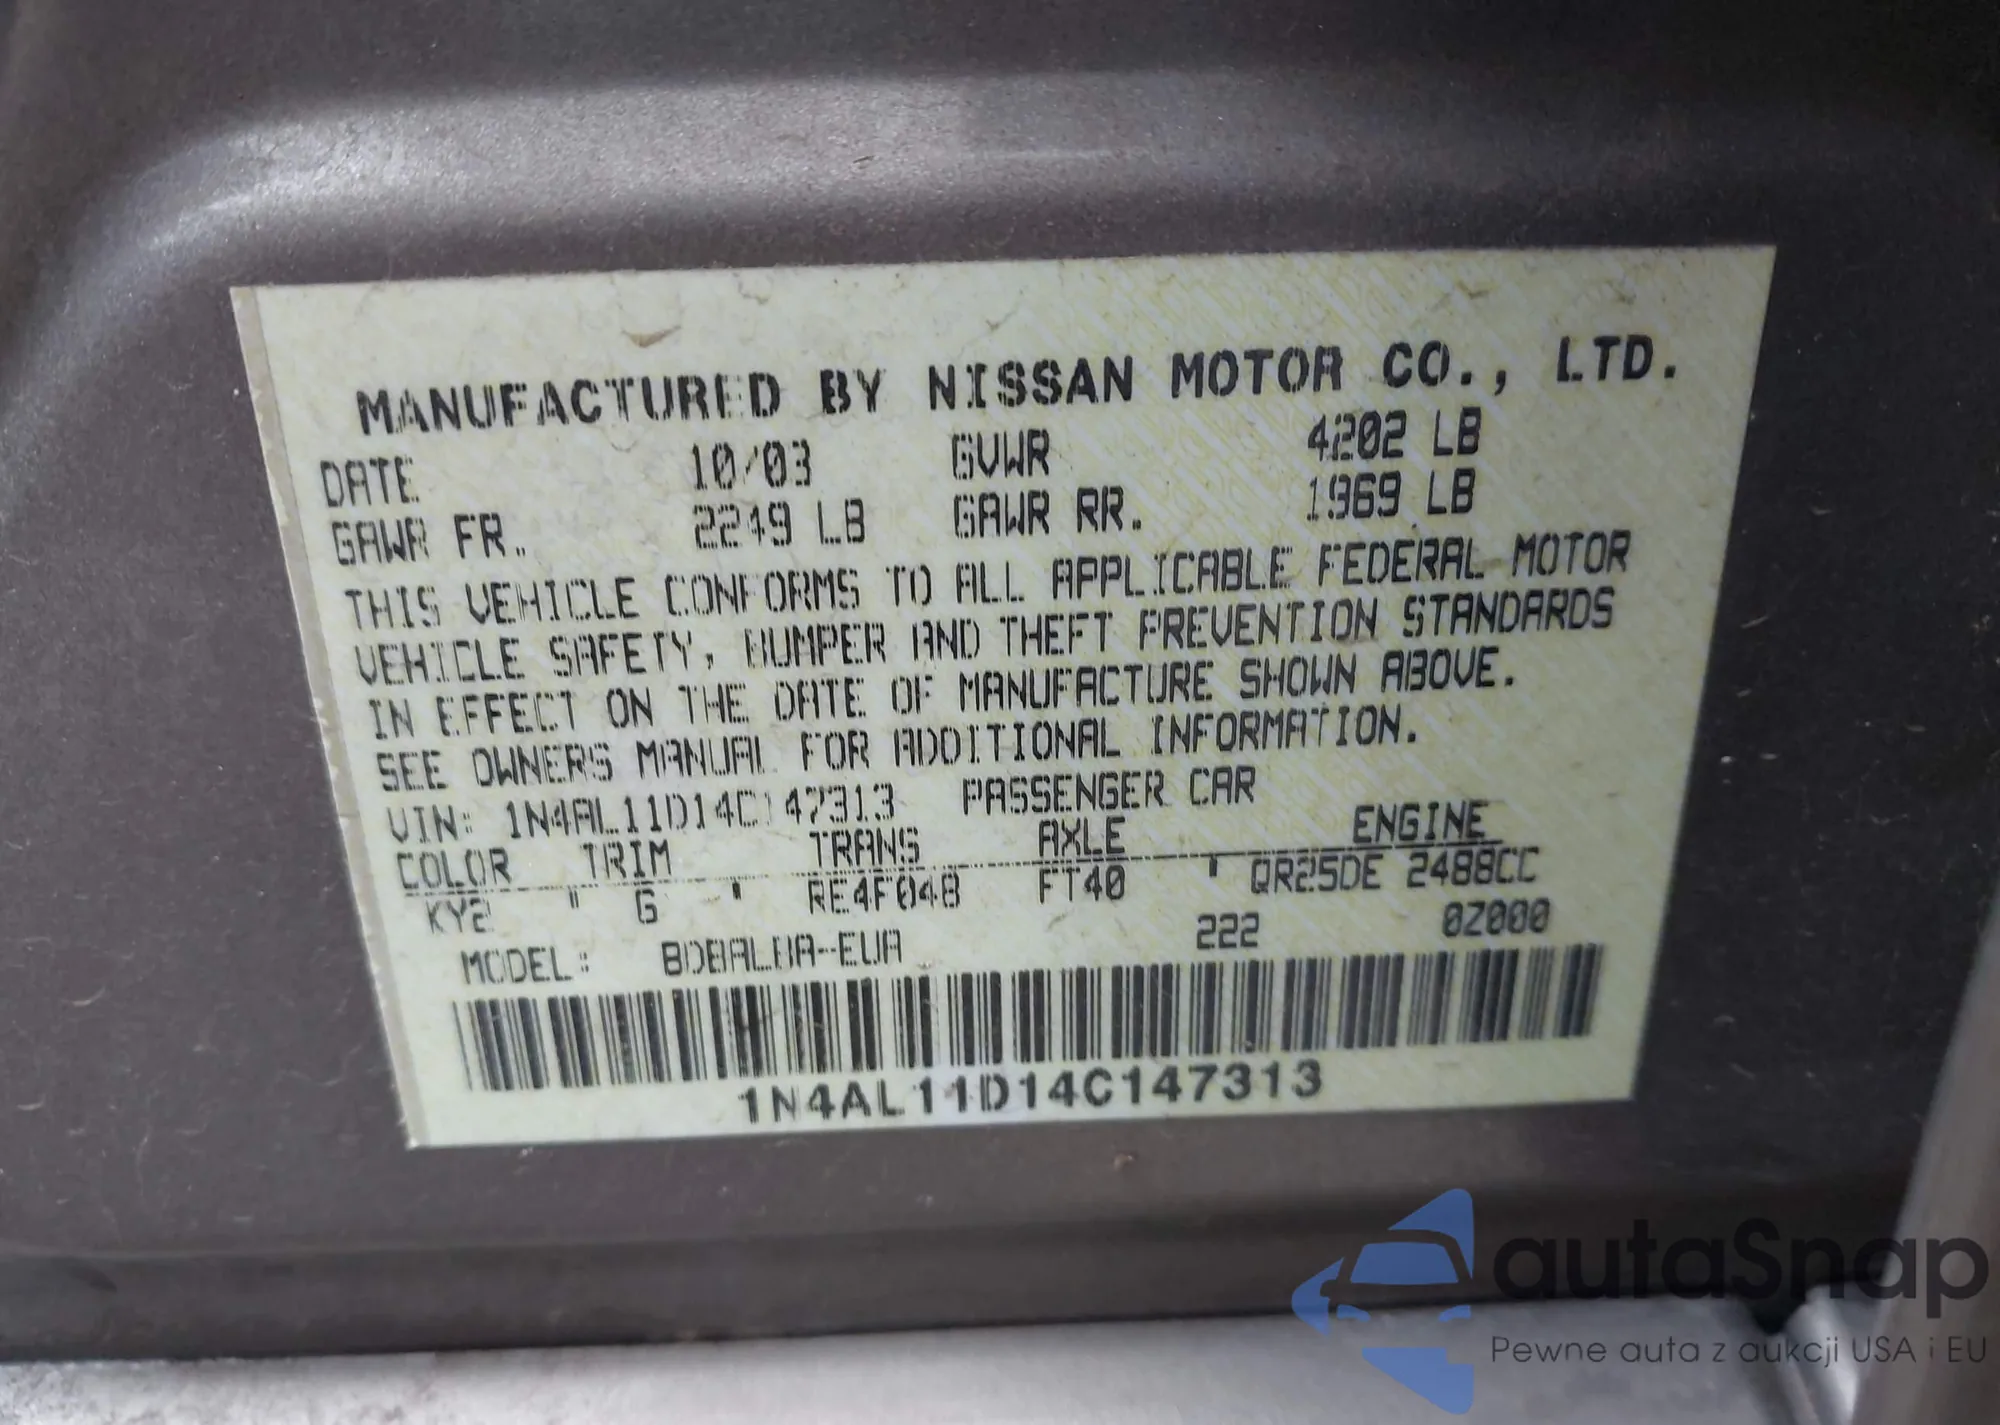 MANUFACTURED BY NISSAN MOTOR CO., LTD.
DATE 10/03 GVWR 4202 LB
GAWR FR. 2249 LB GAWR RR. 1969 LB
THIS VEHICLE CONFORMS TO ALL APPLICABLE FEDERAL MOTOR
VEHICLE SAFETY, BUMPER AND THEFT PREVENTION STANDARDS
IN EFFECT ON THE DATE OF MANUFACTURE SHOWN ABOVE.
SEE OWNERS MANUAL FOR ADDITIONAL INFORMATION.
VIN: 1N4AL11D14C147313 PASSENGER CAR
COLOR TRIM TRANS AXLE ENGINE
KY2 " G ' RE4F04B FT40 ' QR25DE 2488CC
MODEL: BDBALBA-EUA 222 0Z000
1N4AL11D14C147313
autaSnap
Pewne auta z aukcji USA i EU